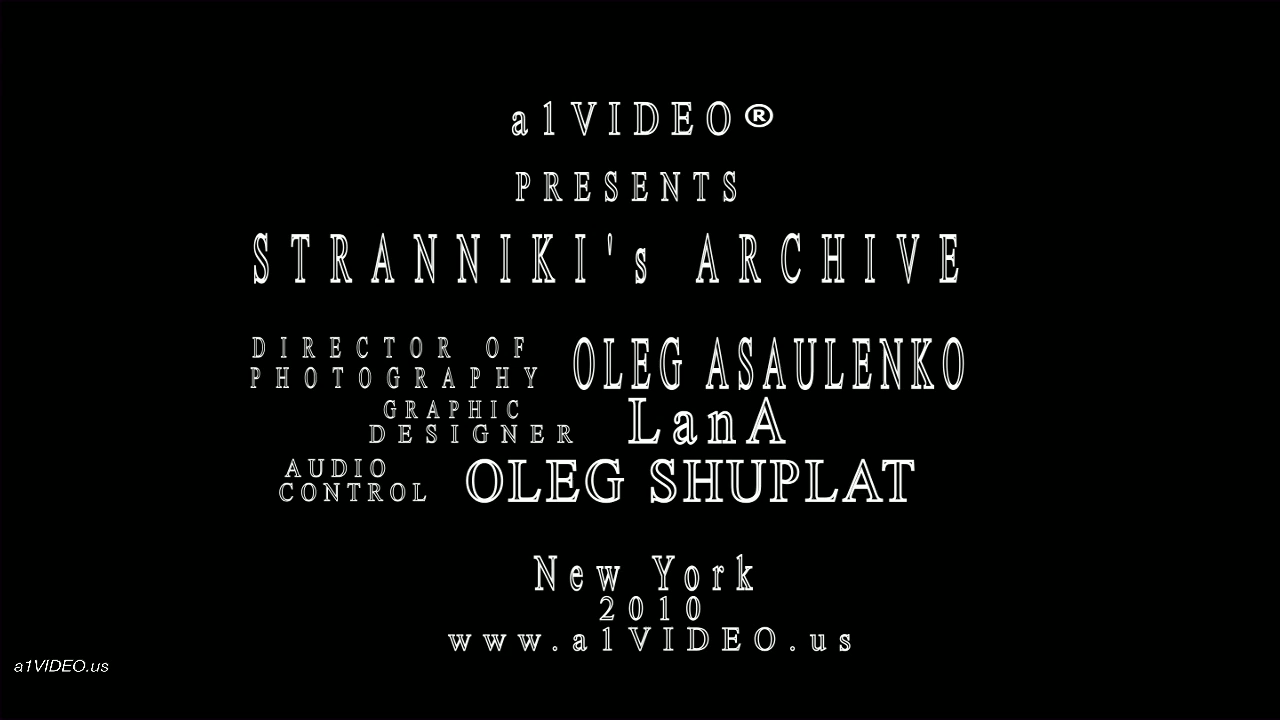 a1VIDEO®
PRESENTS
STRANNIKI's ARCHIVE
DIRECTOR OF
PHOTOGRAPHY OLEG ASAULENKO
GRAPHIC
DESIGNER LanA
AUDIO
CONTROL OLEG SHUPLAT
New York
2010
www.a1VIDEO.us
a1VIDEO.us